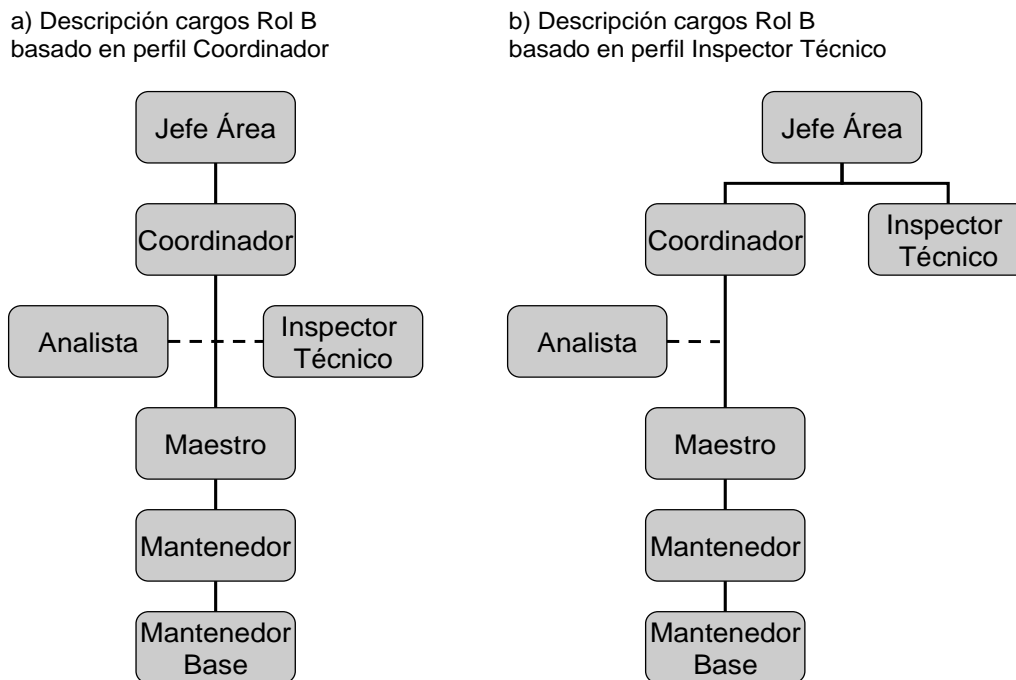 a) Descripción cargos Rol B
basado en perfil Coordinador
Jefe Área
Coordinador
Analista
Inspector
Técnico
Maestro
Mantenedor
Mantenedor
Base
b) Descripción cargos Rol B
basado en perfil Inspector Técnico
Jefe Área
Coordinador
Inspector
Técnico
Analista
Maestro
Mantenedor
Mantenedor
Base